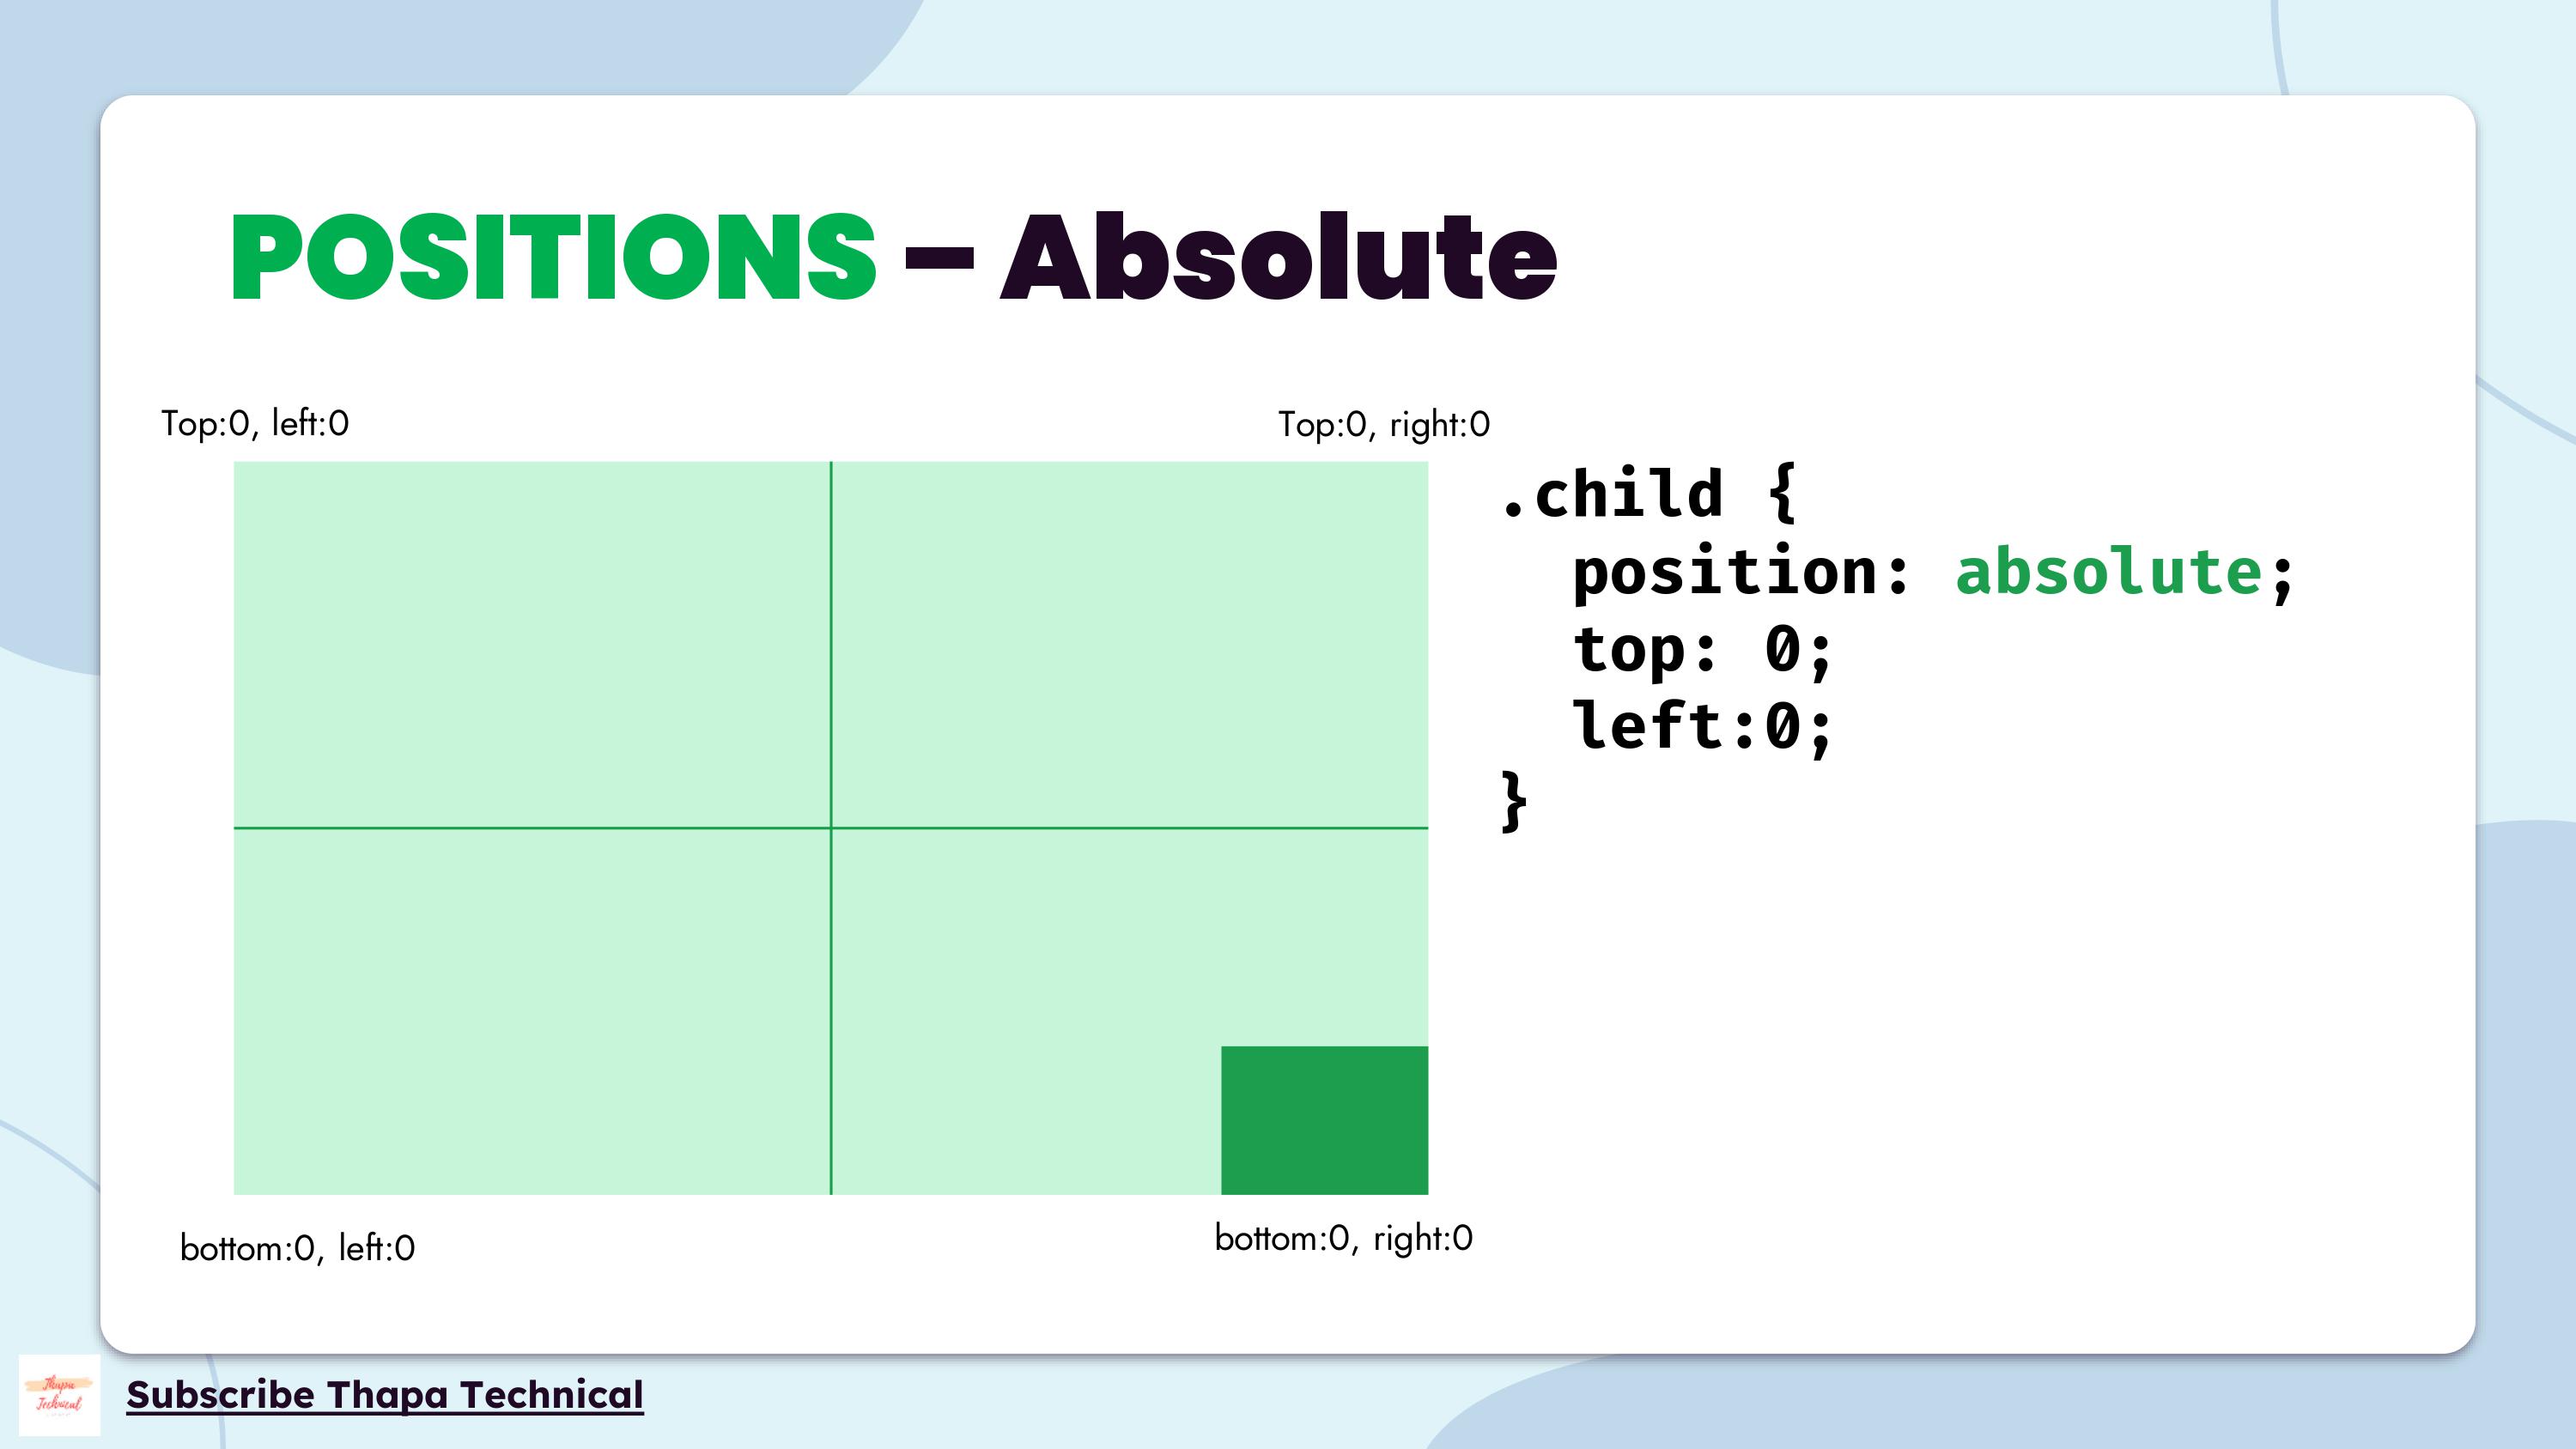 POSITIONS – Absolute
Top:0, left:0
Top:0, right:0
.child {
position: absolute;
top: 0;
left:0;
}
bottom:0, left:0
bottom:0, right:0
Thapa
Technical
Subscribe Thapa Technical